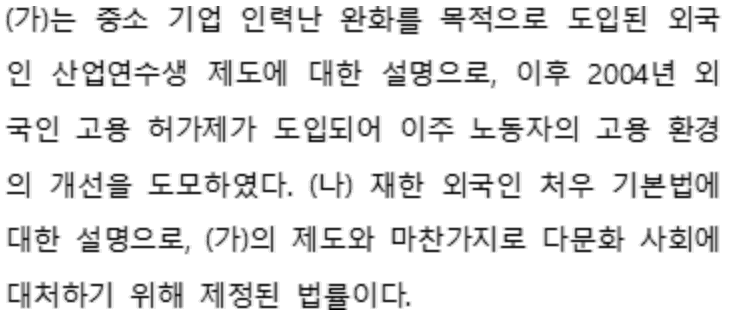 (가)는 중소 기업 인력난 완화를 목적으로 도입된 외국
인 산업연수생 제도에 대한 설명으로, 이후 2004년 외
국인 고용 허가제가 도입되어 이주 노동자의 고용 환경
의 개선을 도모하였다. (나) 재한 외국인 처우 기본법에
대한 설명으로, (가)의 제도와 마찬가지로 다문화 사회에
대처하기 위해 제정된 법률이다.